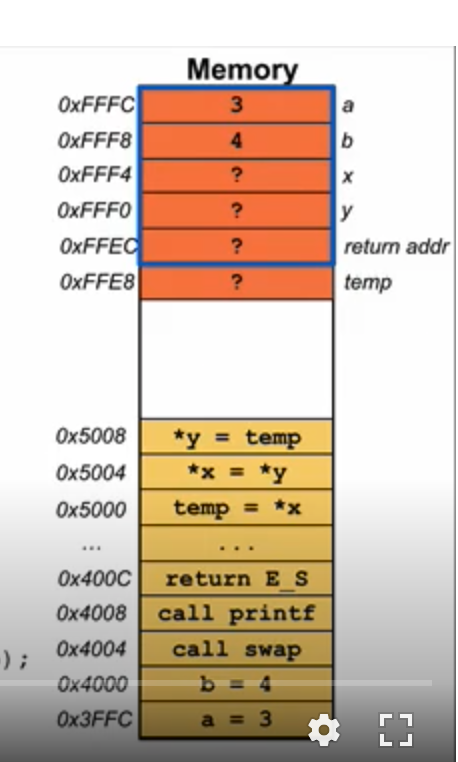 Memory
0xFFFC 3 a
0xFFF8 4 b
0xFFF4 ? x
0xFFF0 ? y
0xFFEC ? return addr
0xFFE8 ? temp
0x5008 *y = temp
0x5004 *x = *y
0x5000 temp = *x
... ...
0x400C return E_S
0x4008 call printf
) ; 0x4004 call swap
0x4000 b = 4
0x3FFC a = 3